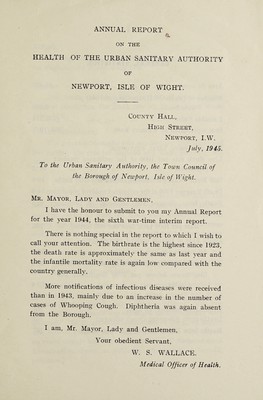 ANNUAL REPORT
ON THE
HEALTH OF THE URBAN SANITARY AUTHORITY
OF
NEWPORT, ISLE OF WIGHT.
COUNTY HALL,
HIGH STREET,
NEWPORT, I.W.
July, 1945.
To the Urban Sanitary Authority, the Town Council of
the Borough of Newport, Isle of Wight.
MR. MAYOR, LADY AND GENTLEMEN,
I have the honour to submit to you my Annual Report
for the year 1944, the sixth war-time interim report.
There is nothing special in the report to which I wish to
call your attention. The birthrate is the highest since 1923,
the death rate is approximately the same as last year and
the infantile mortality rate is again low compared with the
country generally.
More notifications of infectious diseases were received
than in 1943, mainly due to an increase in the number of
cases of Whooping Cough. Diphtheria was again absent
from the Borough.
I am, Mr. Mayor, Lady and Gentlemen,
Your obedient Servant,
W. S. WALLACE,
Medical Officer of Health.